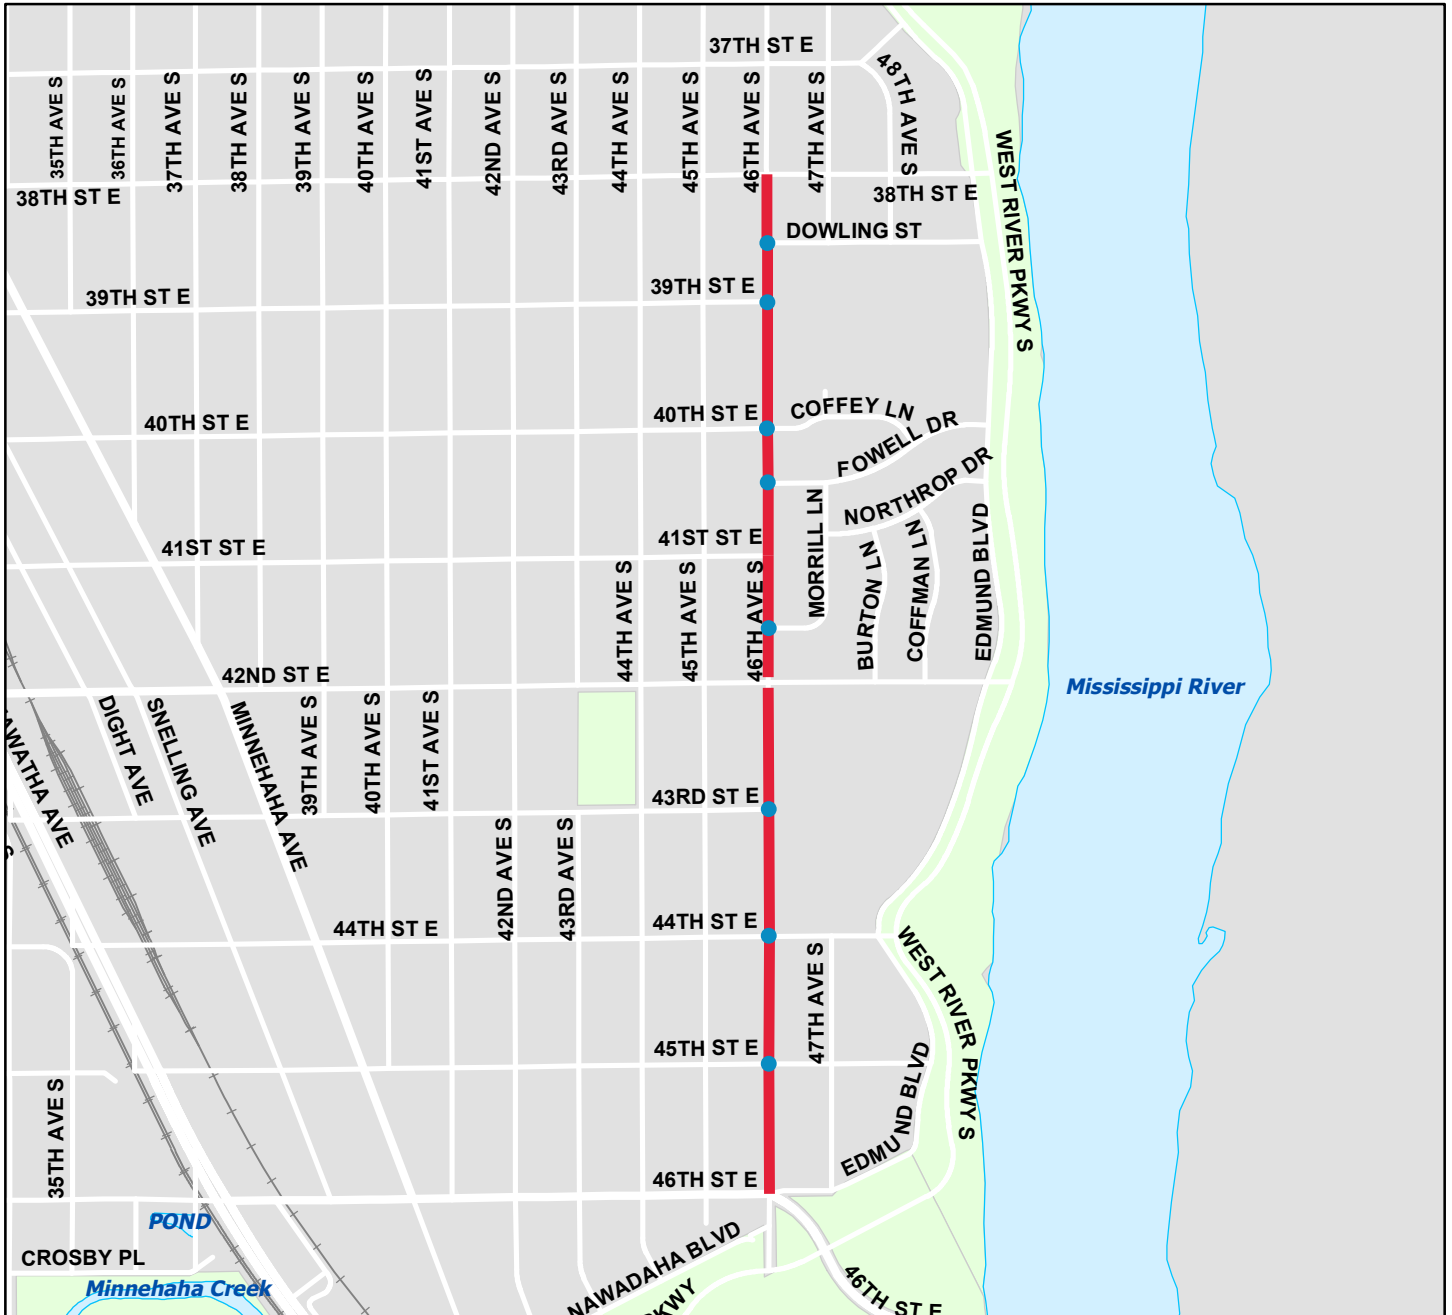 37TH ST E
35TH AVE S
36TH AVE S
37TH AVE S
38TH AVE S
39TH AVE S
40TH AVE S
41ST AVE S
42ND AVE S
43RD AVE S
44TH AVE S
45TH AVE S
46TH AVE S
47TH AVE S
48TH AVE S
WEST RIVER PKWY S
38TH ST E
38TH ST E
DOWLING ST
39TH ST E
39TH ST E
40TH ST E
40TH ST E
COFFEY LN
FOWELL DR
NORTHROP DR
MORRILL LN
BURTON LN
COFFMAN LN
EDMUND BLVD
41ST ST E
41ST ST E
44TH AVE S
45TH AVE S
46TH AVE S
42ND ST E
Mississippi River
AWATHA AVE
DIGHT AVE
SNELLING AVE
MINNEHAHA AVE
39TH AVE S
40TH AVE S
41ST AVE S
43RD ST E
S
42ND AVE S
43RD AVE S
44TH ST E
44TH ST E
47TH AVE S
WEST RIVER PKWY S
45TH ST E
EDMUND BLVD
35TH AVE S
46TH ST E
POND
CROSBY PL
Minnehaha Creek
NAWADAHA BLVD
KWY
46TH ST E